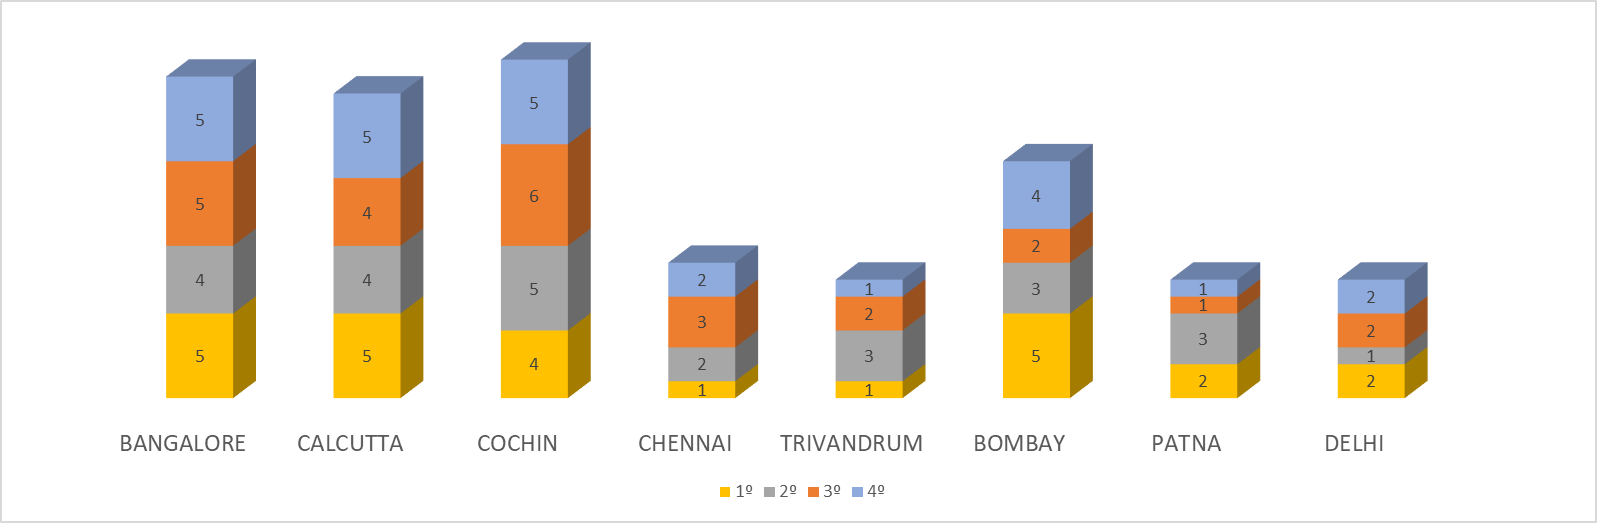 5 5 5 2 1 4 1 2
5 4 6 3 2 2 1 2
4 4 5 2 3 3 3 1
5 5 4 1 1 5 2 2
BANGALORE CALCUTTA COCHIN CHENNAI TRIVANDRUM BOMBAY PATNA DELHI
1º 2º 3º 4º